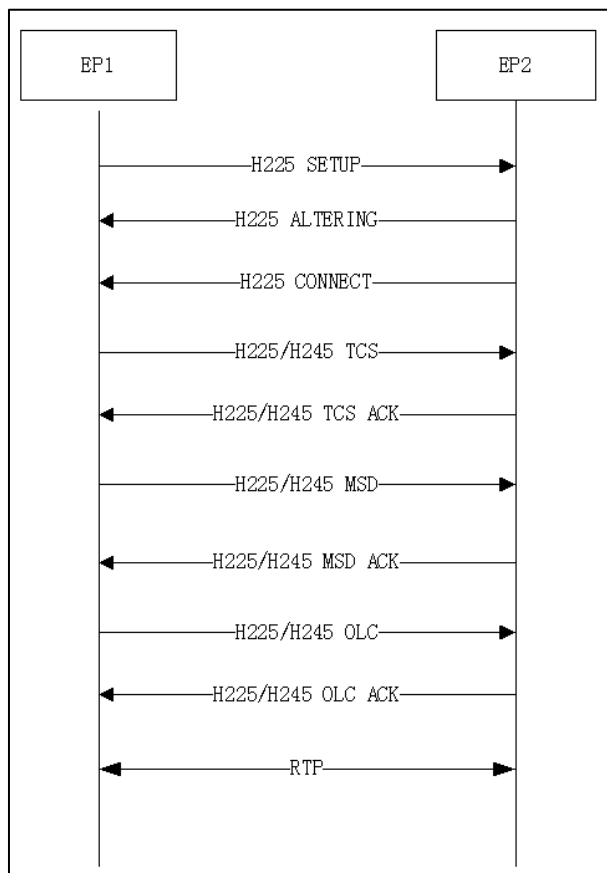 EP1
EP2
H225 SETUP
H225 ALTERING
H225 CONNECT
H225/H245 TCS
H225/H245 TCS ACK
H225/H245 MSD
H225/H245 MSD ACK
H225/H245 OLC
H225/H245 OLC ACK
RTP